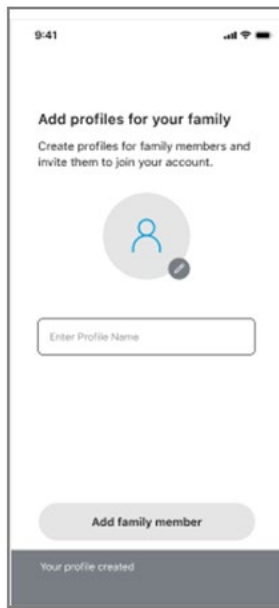 9:41
Add profiles for your family
Create profiles for family members and
invite them to join your account.
Enter Profile Name
Add family member
Your profile created